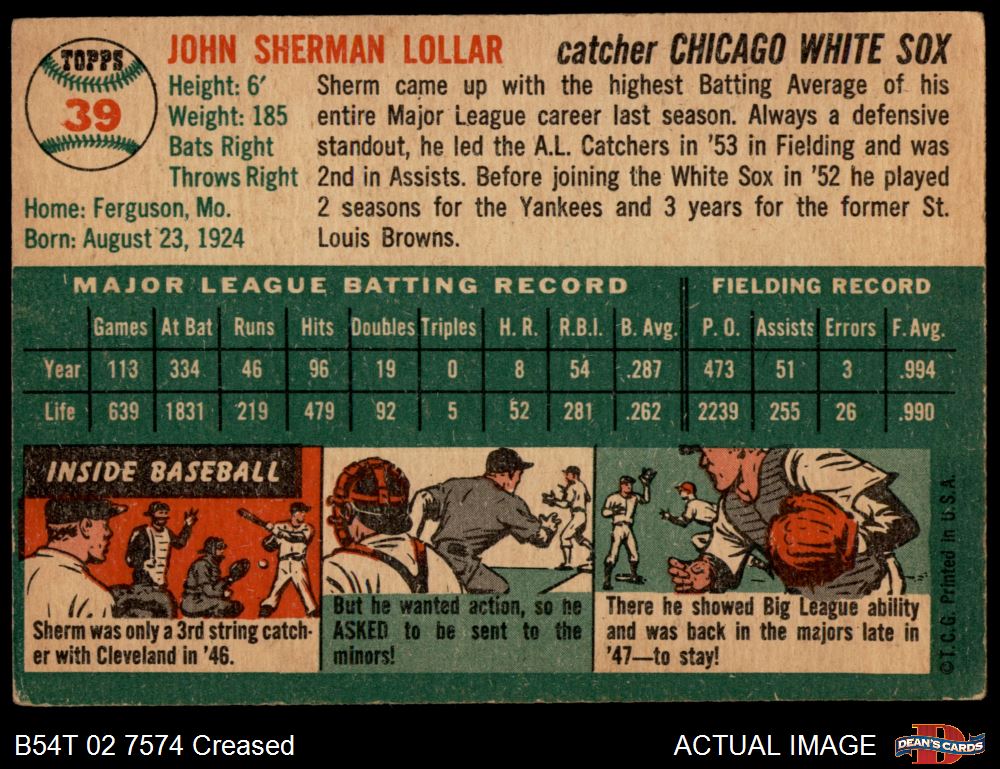 TOPPS
39
JOHN SHERMAN LOLLAR
catcher CHICAGO WHITE SOX
Height: 6′
Weight: 185
Bats Right
Throws Right
Home: Ferguson, Mo.
Born: August 23, 1924
Sherm came up with the highest Batting Average of his
entire Major League career last season. Always a defensive
standout, he led the A.L. Catchers in '53 in Fielding and was
2nd in Assists. Before joining the White Sox in '52 he played
2 seasons for the Yankees and 3 years for the former St.
Louis Browns.
MAJOR LEAGUE BATTING RECORD FIELDING RECORD
Games At Bat Runs Hits Doubles Triples H. R. R.B.I. B. Avg. P. O. Assists Errors F. Avg.
Year 113 334 46 96 19 0 8 54 .287 473 51 3 .994
Life 639 1831 219 479 92 5 52 281 .262 2239 255 26 .990
INSIDE BASEBALL
Sherm was only a 3rd string catch-
er with Cleveland in '46.
But he wanted action, so he
ASKED to be sent to the
minors!
There he showed Big League ability
and was back in the majors late in
'47—to stay!
© T.C.G. Printed in U.S.A.
B54T 02 7574 Creased
ACTUAL IMAGE
DEAN'S CARDS